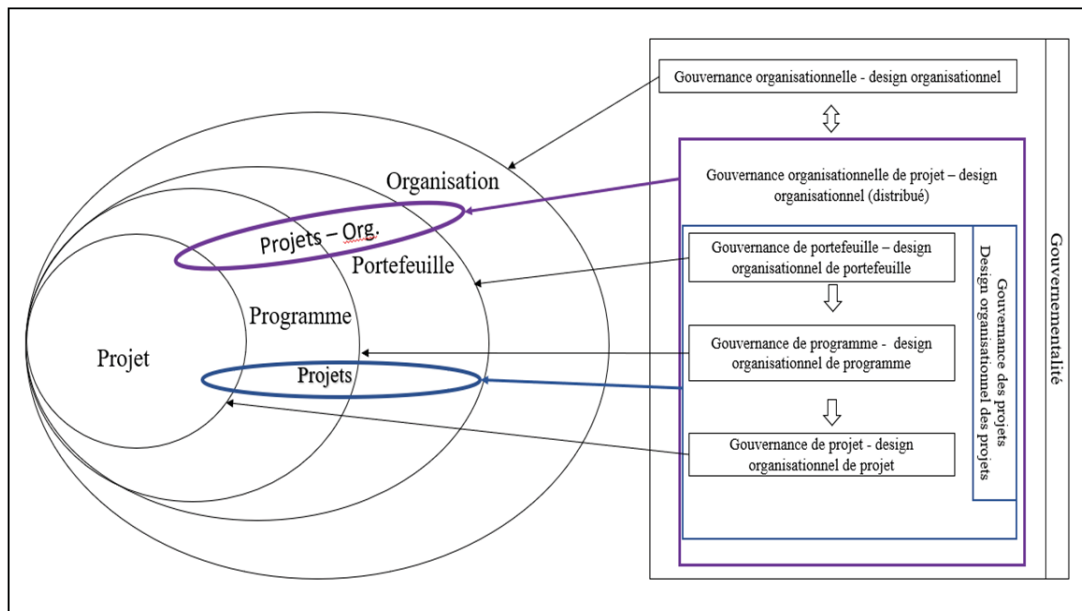 Organisation
Projets – Org.
Portefeuille
Programme
Projet
Projets
Gouvernance organisationnelle - design organisationnel
Gouvernance organisationnelle de projet – design
organisationnel (distribué)
Gouvernance de portefeuille – design
organisationnel de portefeuille
Gouvernance de programme - design
organisationnel de programme
Gouvernance de projet - design
organisationnel de projet
Gouvernance des projets
Design organisationnel des projets
Gouvernementalité